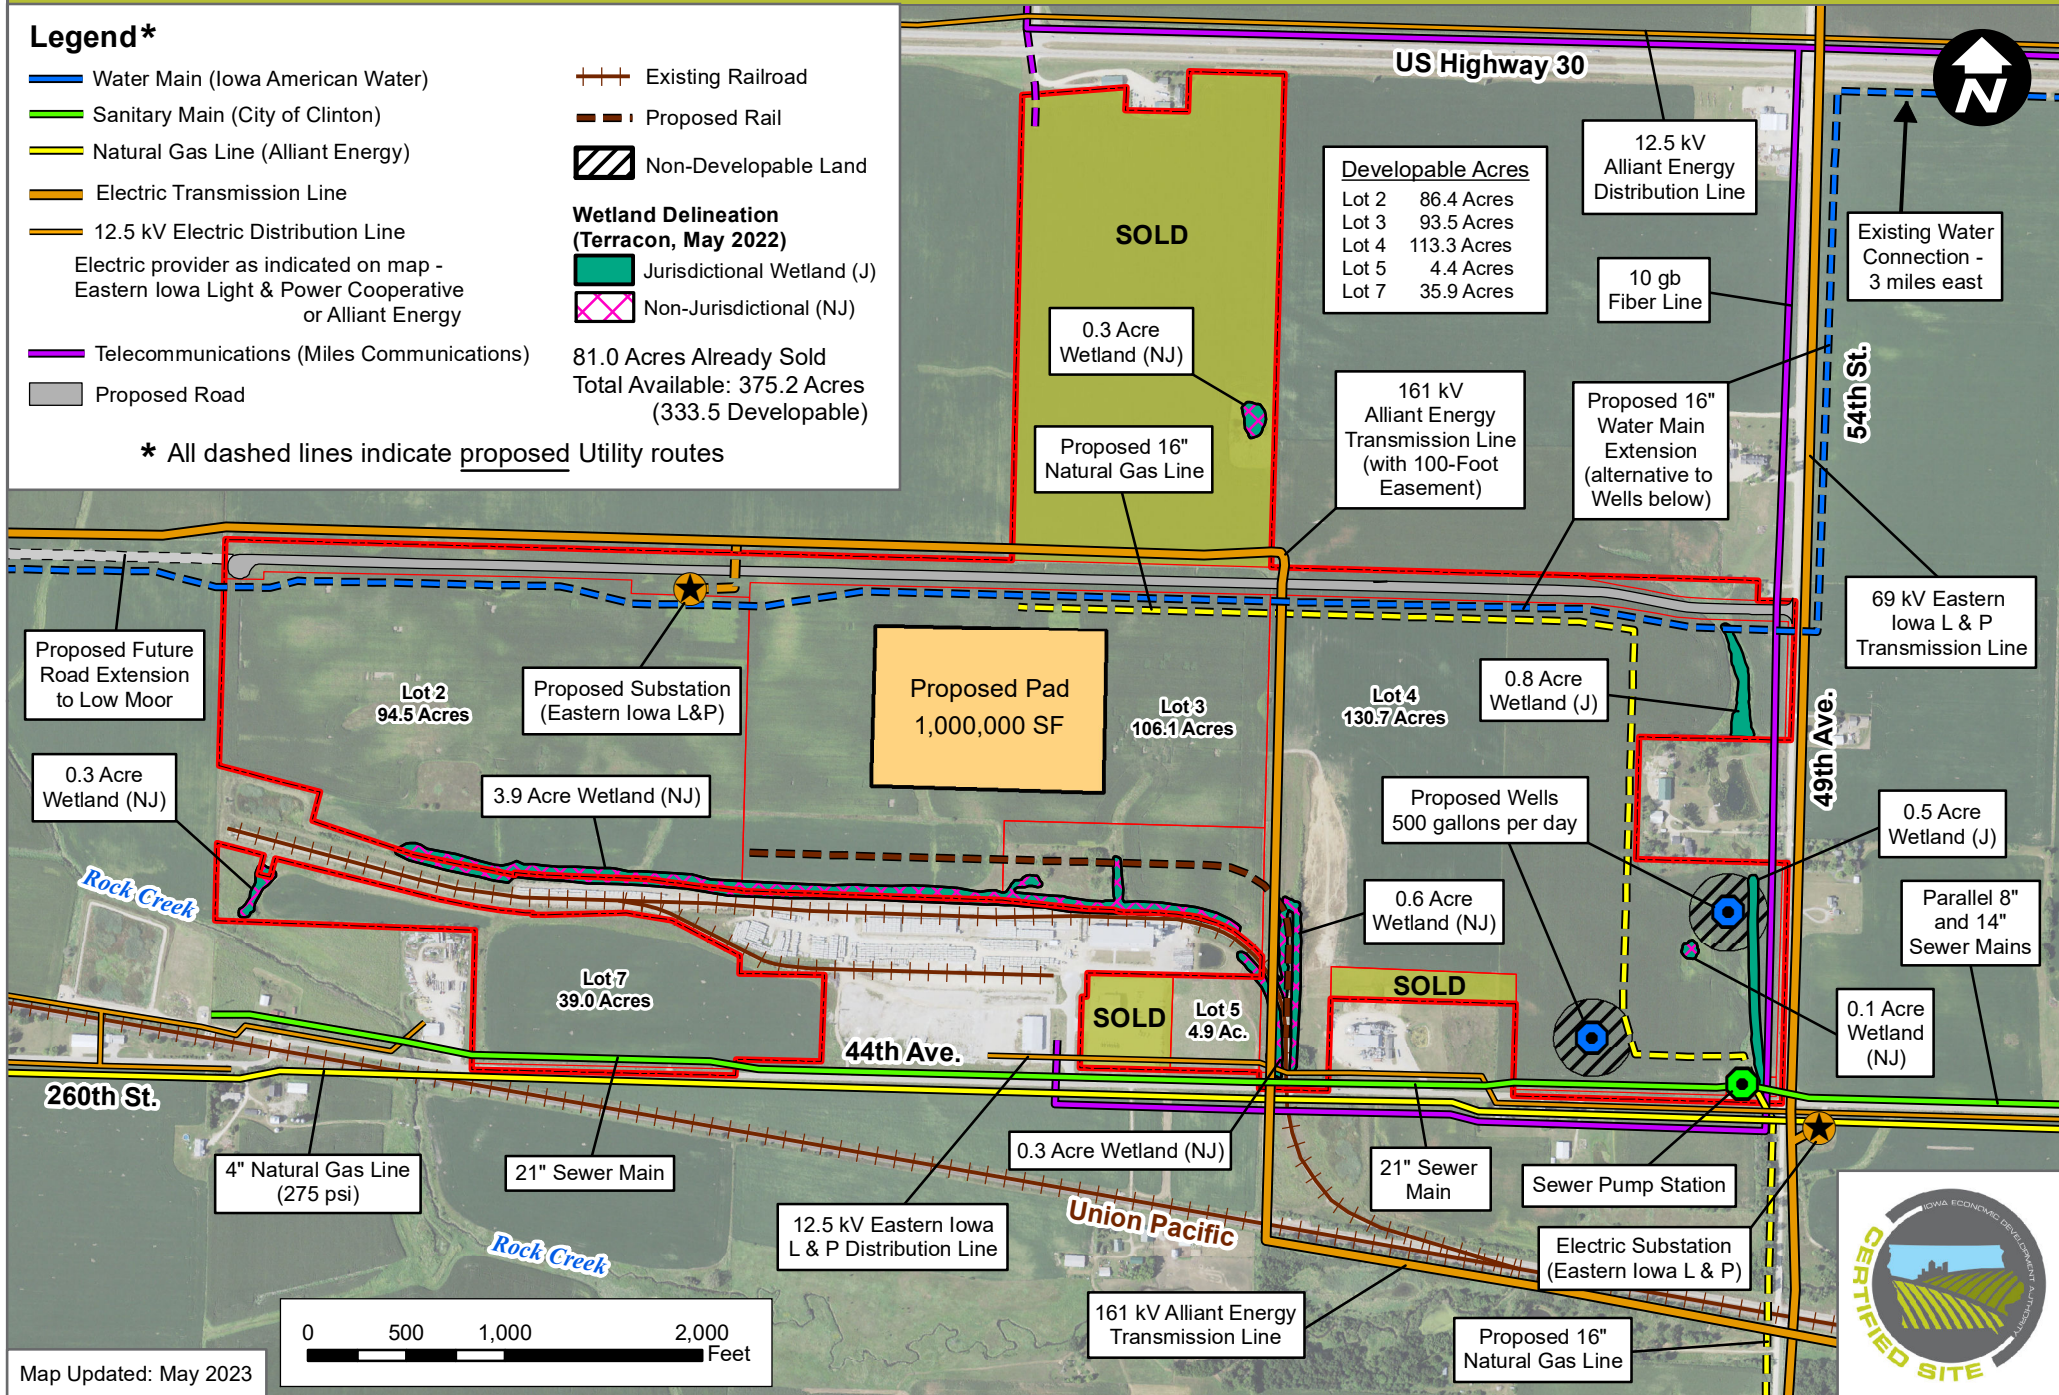 Legend*
Water Main (Iowa American Water)
Sanitary Main (City of Clinton)
Natural Gas Line (Alliant Energy)
Electric Transmission Line
12.5 kV Electric Distribution Line
Electric provider as indicated on map -
Eastern Iowa Light & Power Cooperative
or Alliant Energy
Telecommunications (Miles Communications)
Proposed Road
Existing Railroad
Proposed Rail
Non-Developable Land
Wetland Delineation
(Terracon, May 2022)
Jurisdictional Wetland (J)
Non-Jurisdictional (NJ)
81.0 Acres Already Sold
Total Available: 375.2 Acres
(333.5 Developable)
* All dashed lines indicate proposed Utility routes
US Highway 30
N
SOLD
Developable Acres
Lot 2 86.4 Acres
Lot 3 93.5 Acres
Lot 4 113.3 Acres
Lot 5 4.4 Acres
Lot 7 35.9 Acres
12.5 kV
Alliant Energy
Distribution Line
Existing Water
Connection -
3 miles east
10 gb
Fiber Line
0.3 Acre
Wetland (NJ)
54th St.
Proposed 16"
Natural Gas Line
161 kV
Alliant Energy
Transmission Line
(with 100-Foot
Easement)
Proposed 16"
Water Main
Extension
(alternative to
Wells below)
69 kV Eastern
Iowa L & P
Transmission Line
Proposed Future
Road Extension
to Low Moor
Lot 2
94.5 Acres
Proposed Substation
(Eastern Iowa L&P)
Proposed Pad
1,000,000 SF
Lot 3
106.1 Acres
Lot 4
130.7 Acres
0.8 Acre
Wetland (J)
49th Ave.
0.3 Acre
Wetland (NJ)
3.9 Acre Wetland (NJ)
Proposed Wells
500 gallons per day
0.5 Acre
Wetland (J)
Rock Creek
0.6 Acre
Wetland (NJ)
Parallel 8"
and 14"
Sewer Mains
Lot 7
39.0 Acres
SOLD
Lot 5
4.9 Ac.
SOLD
0.1 Acre
Wetland
(NJ)
44th Ave.
260th St.
4" Natural Gas Line
(275 psi)
21" Sewer Main
0.3 Acre Wetland (NJ)
21" Sewer
Main
Sewer Pump Station
12.5 kV Eastern Iowa
L & P Distribution Line
Union Pacific
Rock Creek
Electric Substation
(Eastern Iowa L & P)
161 kV Alliant Energy
Transmission Line
Proposed 16"
Natural Gas Line
0 500 1,000 2,000
Feet
Map Updated: May 2023
IOWA ECONOMIC DEVELOPMENT AUTHORITY
CERTIFIED SITE